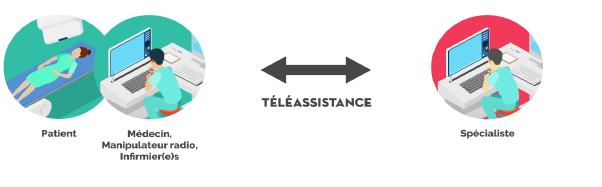 TÉLÉASSISTANCE
Patient
Médecin,
Manipulateur radio,
Infirmier(e)s
Spécialiste